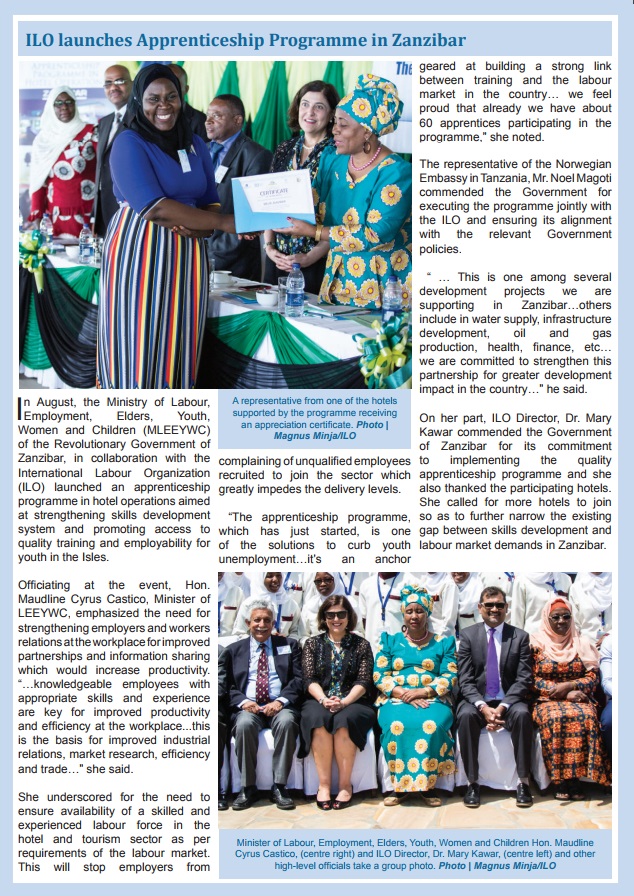 ILO launches Apprenticeship Programme in Zanzibar
The
CERTIFICATE
A representative from one of the hotels
supported by the programme receiving
an appreciation certificate. Photo |
Magnus Minja/ILO
In August, the Ministry of Labour,
Employment, Elders, Youth,
Women and Children (MLEEYWC)
of the Revolutionary Government of
Zanzibar, in collaboration with the
International Labour Organization
(ILO) launched an apprenticeship
programme in hotel operations aimed
at strengthening skills development
system and promoting access to
quality training and employability for
youth in the Isles.
Officiating at the event, Hon.
Maudline Cyrus Castico, Minister of
LEEYWC, emphasized the need for
strengthening employers and workers
relations at the workplace for improved
partnerships and information sharing
which would increase productivity.
“…knowledgeable employees with
appropriate skills and experience
are key for improved productivity
and efficiency at the workplace...this
is the basis for improved industrial
relations, market research, efficiency
and trade…" she said.
She underscored for the need to
ensure availability of a skilled and
experienced labour force in the
hotel and tourism sector as per
requirements of the labour market.
This will stop employers from
complaining of unqualified employees
recruited to join the sector which
greatly impedes the delivery levels.
“The apprenticeship programme,
which has just started, is one
of the solutions to curb youth
unemployment…it's an anchor
geared at building a strong link
between training and the labour
market in the country… we feel
proud that already we have about
60 apprentices participating in the
programme," she noted.
The representative of the Norwegian
Embassy in Tanzania, Mr. Noel Magoti
commended the Government for
executing the programme jointly with
the ILO and ensuring its alignment
with the relevant Government
policies.
“ … This is one among several
development projects we are
supporting in Zanzibar…others
include in water supply, infrastructure
development, oil and gas
production, health, finance, etc…
we are committed to strengthen this
partnership for greater development
impact in the country…" he said.
On her part, ILO Director, Dr. Mary
Kawar commended the Government
of Zanzibar for its commitment
to implementing the quality
apprenticeship programme and she
also thanked the participating hotels.
She called for more hotels to join
so as to further narrow the existing
gap between skills development and
labour market demands in Zanzibar.
Minister of Labour, Employment, Elders, Youth, Women and Children Hon. Maudline
Cyrus Castico, (centre right) and ILO Director, Dr. Mary Kawar, (centre left) and other
high-level officials take a group photo. Photo | Magnus Minja/ILO